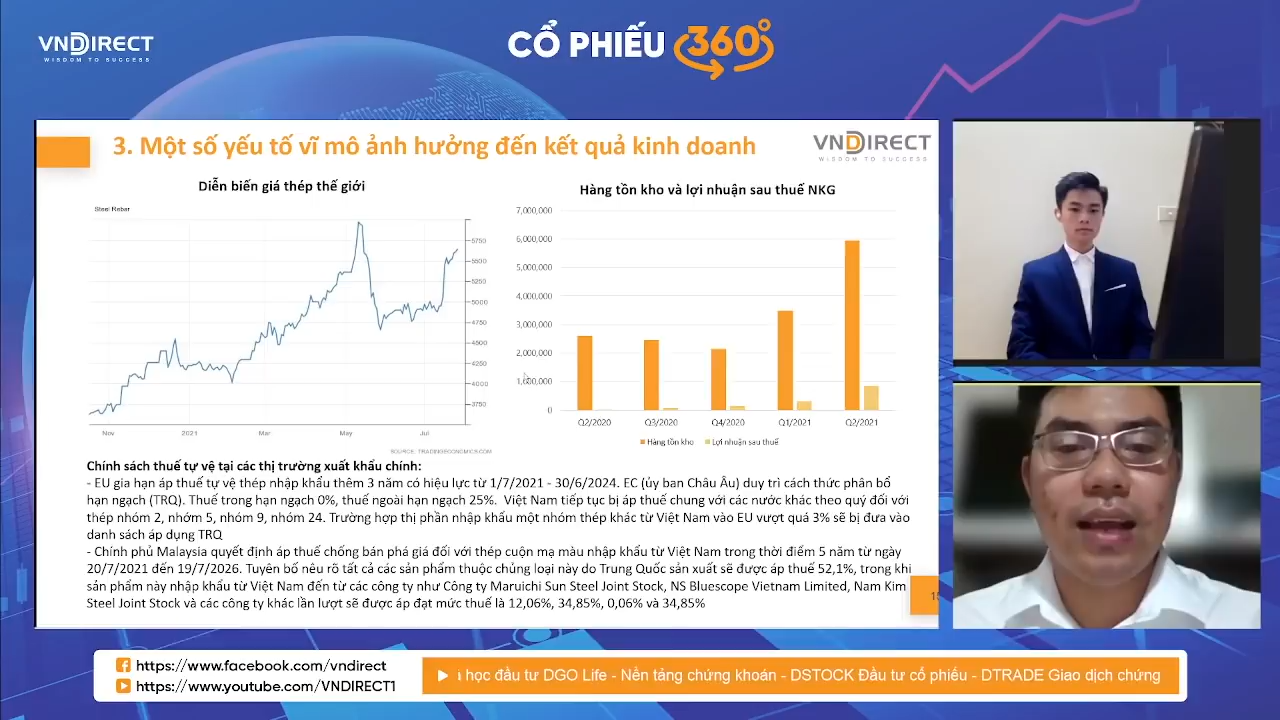 VNDIRECT
WISDOM TO SUCCESS
CỔ PHIẾU 360°
3. Một số yếu tố vĩ mô ảnh hưởng đến kết quả kinh doanh
VNDIRECT
WISDOM TO SUCCESS
Diễn biến giá thép thế giới
Steel Rebar
5750
5500
5250
5000
4750
4500
4250
4000
3750
Nov
2021
Mar
May
Jul
SOURCE: TRADINGECONOMICS.COM
Hàng tồn kho và lợi nhuận sau thuế NKG
7,000,000
6,000,000
5,000,000
4,000,000
3,000,000
2,000,000
1,000,000
0
Q2/2020
Q3/2020
Q4/2020
Q1/2021
Q2/2021
Hàng tồn kho
Lợi nhuận sau thuế
Chính sách thuế tự vệ tại các thị trường xuất khẩu chính:
- EU gia hạn áp thuế tự vệ thép nhập khẩu thêm 3 năm có hiệu lực từ 1/7/2021 - 30/6/2024. EC (ủy ban Châu Âu) duy trì cách thức phân bổ
hạn ngạch (TRQ). Thuế trong hạn ngạch 0%, thuế ngoài hạn ngạch 25%. Việt Nam tiếp tục bị áp thuế chung với các nước khác theo quý đối với
thép nhóm 2, nhóm 5, nhóm 9, nhóm 24. Trường hợp thị phần nhập khẩu một nhóm thép khác từ Việt Nam vào EU vượt quá 3% sẽ bị đưa vào
danh sách áp dụng TRQ
- Chính phủ Malaysia quyết định áp thuế chống bán phá giá đối với thép cuộn mạ màu nhập khẩu từ Việt Nam trong thời điểm 5 năm từ ngày
20/7/2021 đến 19/7/2026. Tuyên bố nêu rõ rằng tất cả các sản phẩm thuộc chủng loại này do Trung Quốc sản xuất sẽ được áp thuế 52,1%, trong khi
sản phẩm này nhập khẩu từ Việt Nam đến từ các công ty như Công ty Maruichi Sun Steel Joint Stock, NS Bluescope Vietnam Limited, Nam Kim
Steel Joint Stock và các công ty khác lần lượt sẽ được áp đạt mức thuế là 12,06%, 34,85%, 0,06% và 34,85%
https://www.facebook.com/vndirect
https://www.youtube.com/VNDIRECT1
học đầu tư DGO Life - Nền tảng chứng khoán - DSTOCK Đầu tư cổ phiếu - DTRADE Giao dịch chứng